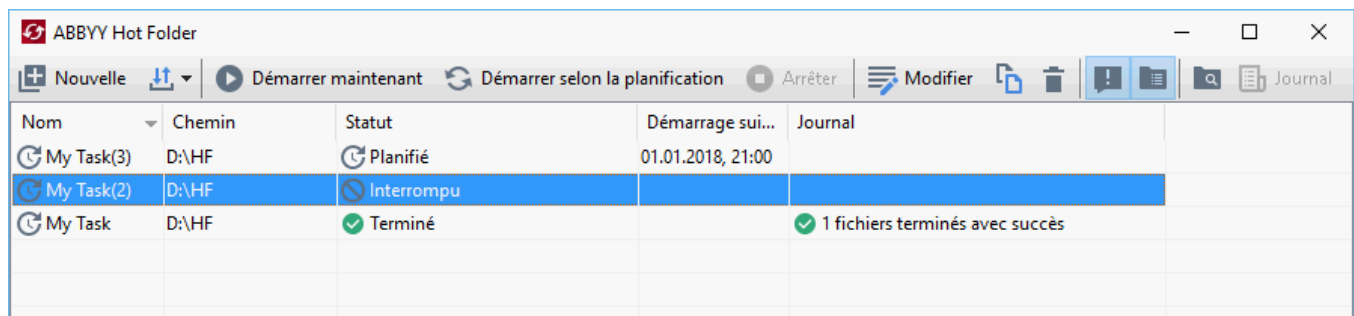 ABBYY Hot Folder
Nouvelle Démarrer maintenant Démarrer selon la planification Arrêter Modifier Journal
Nom Chemin Statut Démarrage sui... Journal
My Task(3) D:\HF Planifié 01.01.2018, 21:00
My Task(2) D:\HF Interrompu
My Task D:\HF Terminé 1 fichiers terminés avec succès